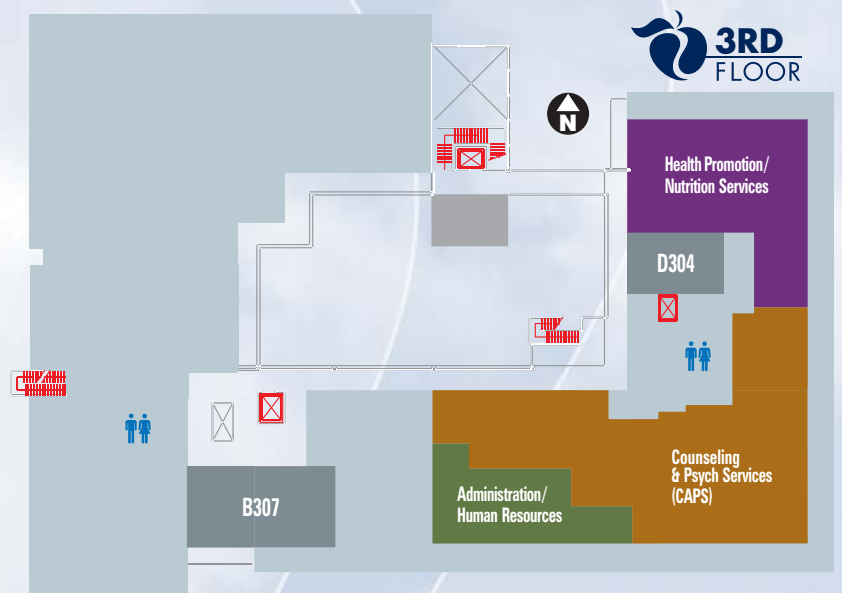 3RD
FLOOR
N
Health Promotion/
Nutrition Services
D304
Counseling
& Psych Services
(CAPS)
Administration/
Human Resources
B307